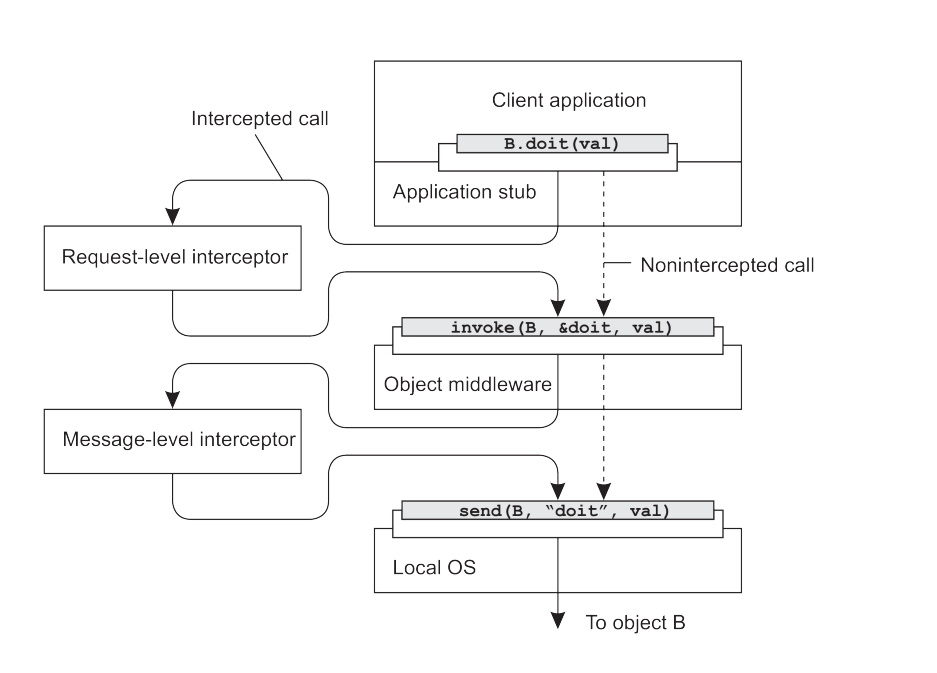 Client application
Intercepted call
B.doit(val)
Application stub
Request-level interceptor
Nonintercepted call
invoke(B, &doit, val)
Object middleware
Message-level interceptor
send(B, “doit”, val)
Local OS
To object B